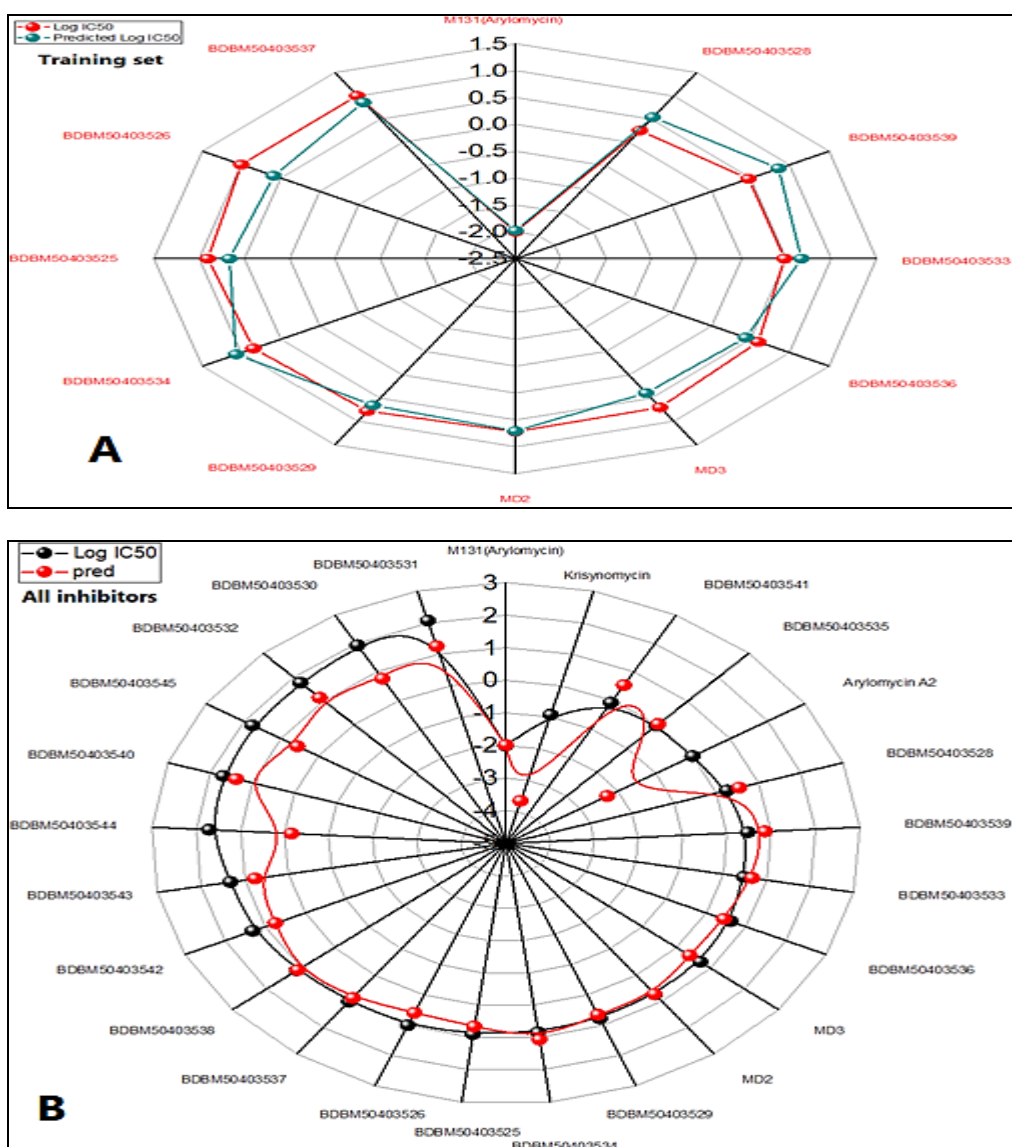 M131(Arylomycin)
Log IC50
Predicted Log IC50
Training set
BDBM50403537
BDBM50403528
1.5
1.0
0.5
0.0
-0.5
-1.0
-1.5
-2.0
-2.5
BDBM50403526
BDBM50403539
BDBM50403525
BDBM50403533
BDBM50403534
BDBM50403536
BDBM50403529
MD3
MD2
A
Log IC50
pred
All inhibitors
M131(Arylomycin)
BDBM50403531
Krisynomycin
BDBM50403530
BDBM50403541
BDBM50403532
BDBM50403535
3
2
1
0
-1
-2
-3
-4
BDBM50403545
Arylomycin A2
BDBM50403540
BDBM50403528
BDBM50403544
BDBM50403539
BDBM50403543
BDBM50403533
BDBM50403542
BDBM50403536
BDBM50403538
MD3
BDBM50403537
MD2
BDBM50403526
BDBM50403529
BDBM50403525
BDBM50403534
B